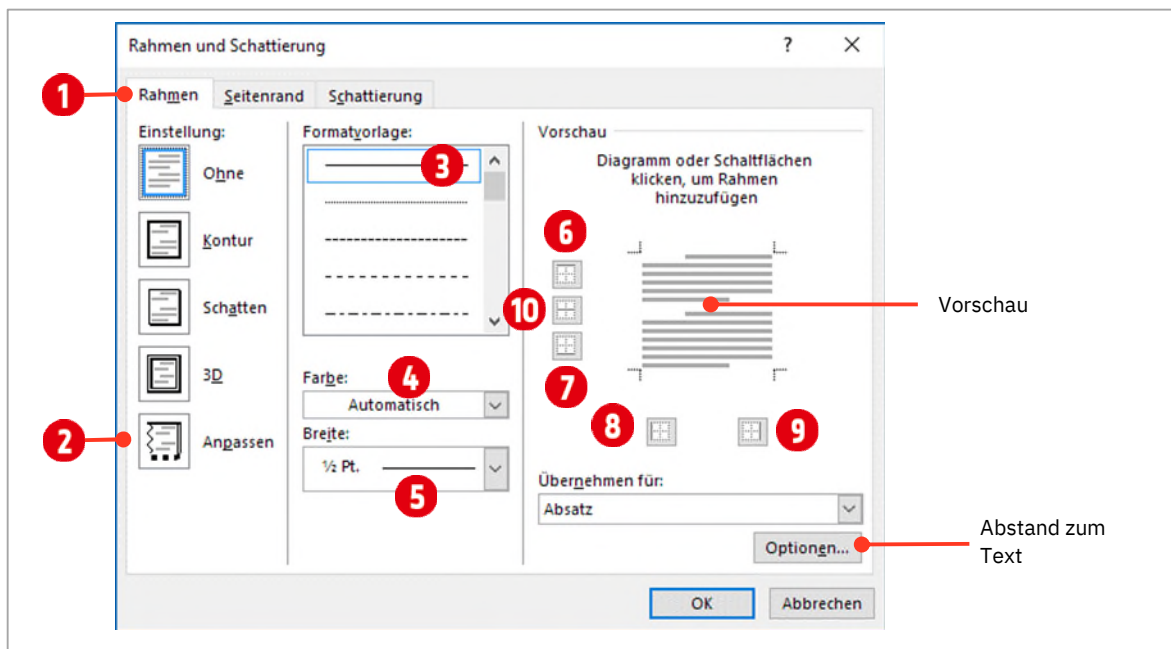 Rahmen und Schattierung
?
1
Rahmen Seitenrand Schattierung
Einstellung:
Ohne
Kontur
Schatten
3D
2
Anpassen
Formatvorlage:
3
4
Farbe:
Automatisch
Breite:
½ Pt.
5
Vorschau
Diagramm oder Schaltflächen
klicken, um Rahmen
hinzuzufügen
6
10
7
8
9
Vorschau
Übernehmen für:
Absatz
Optionen...
Abstand zum
Text
OK
Abbrechen